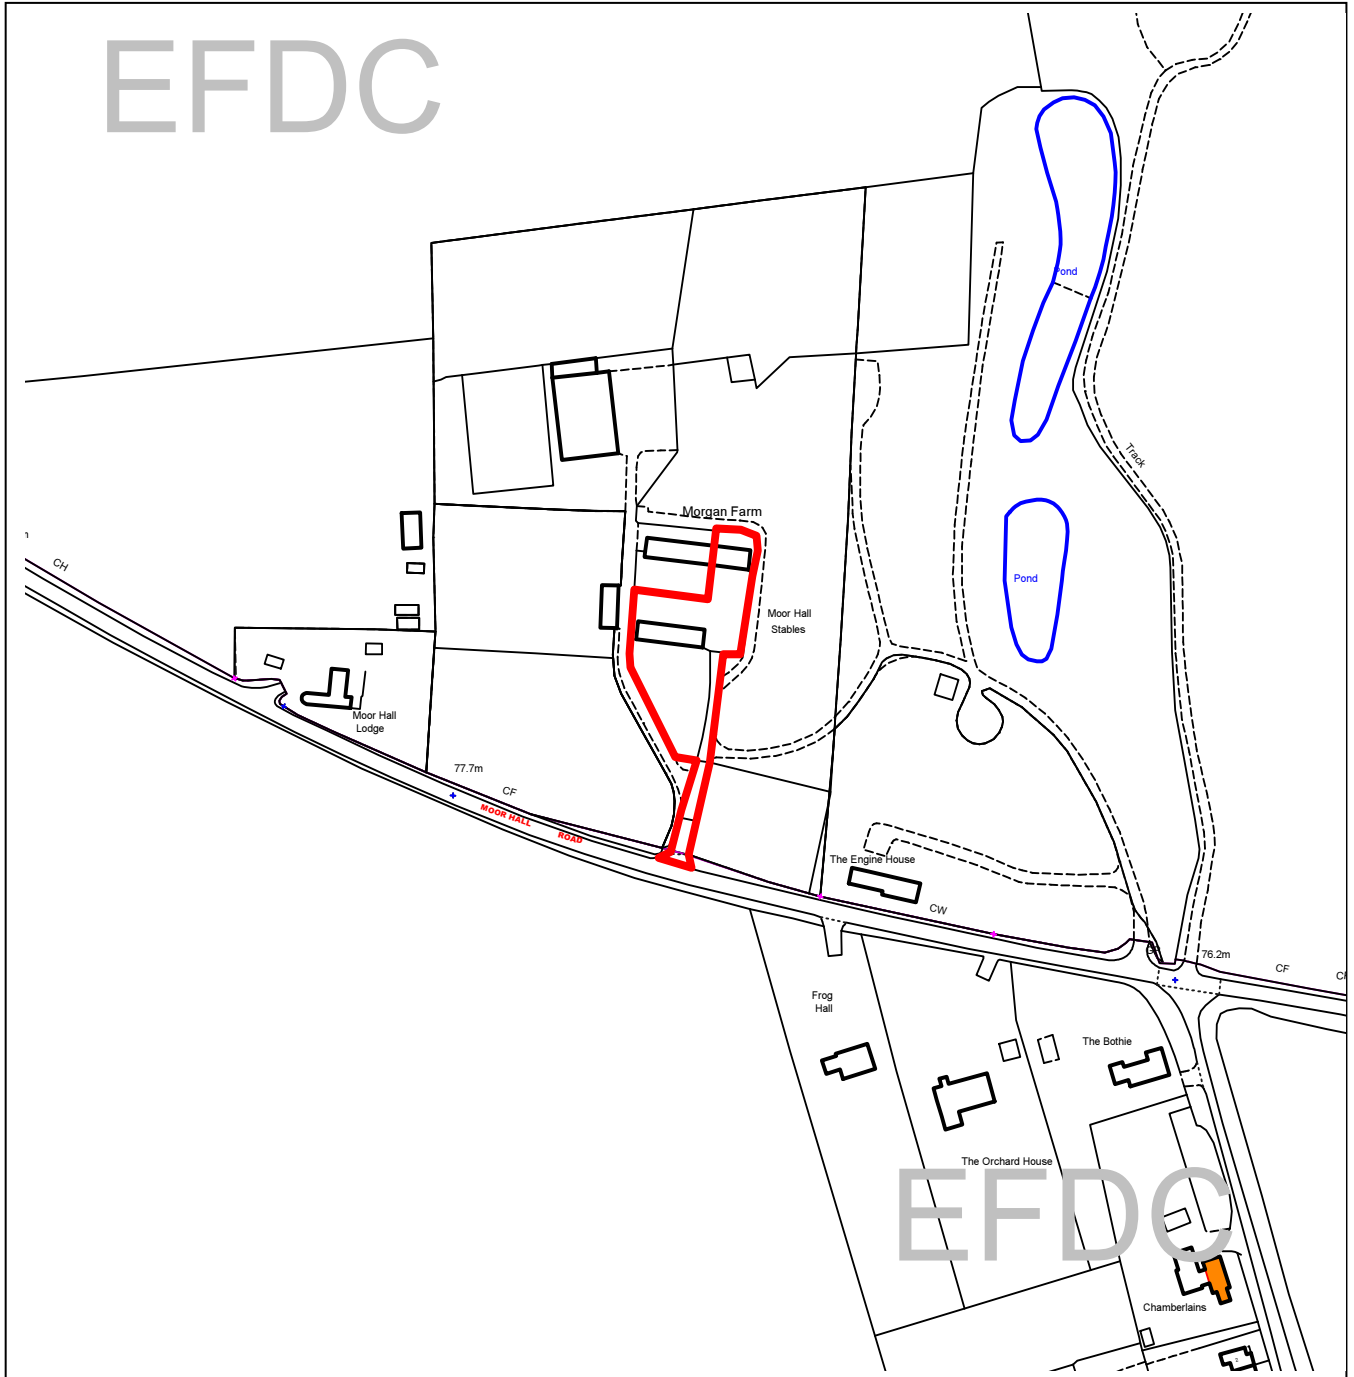 EFDC
Pond
Track
Morgan Farm
CH
Pond
Moor Hall
Stables
Moor Hall
Lodge
77.7m
CF
MOOR HALL ROAD
The Engine House
CW
76.2m
CF
Frog
Hall
The Bothie
The Orchard House
EFDC
Chamberlains
2